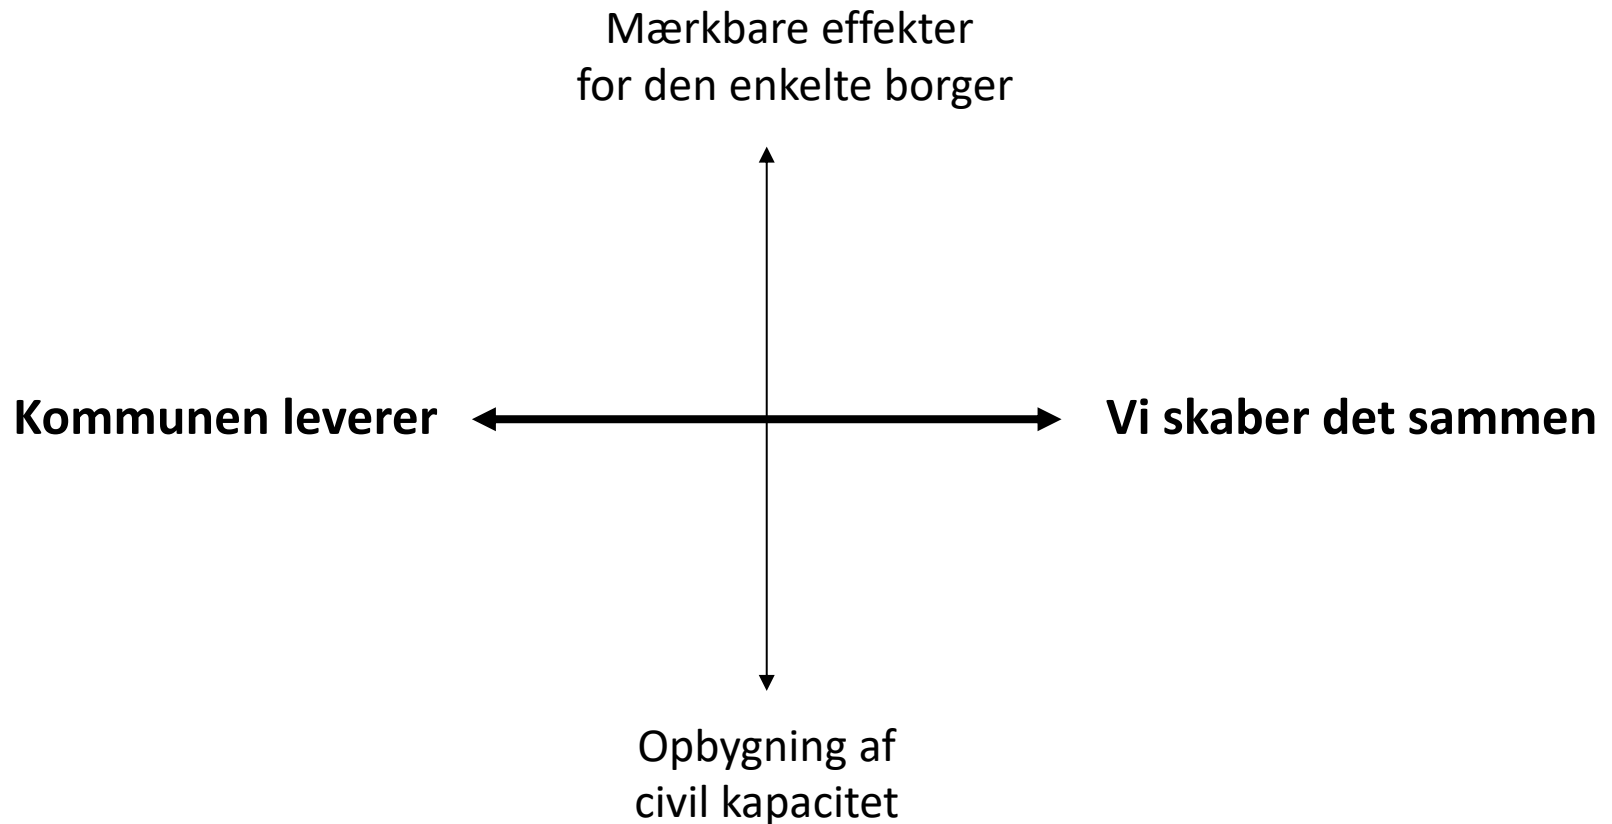 Mærkbare effekter
for den enkelte borger
Kommunen leverer
Vi skaber det sammen
Opbygning af
civil kapacitet